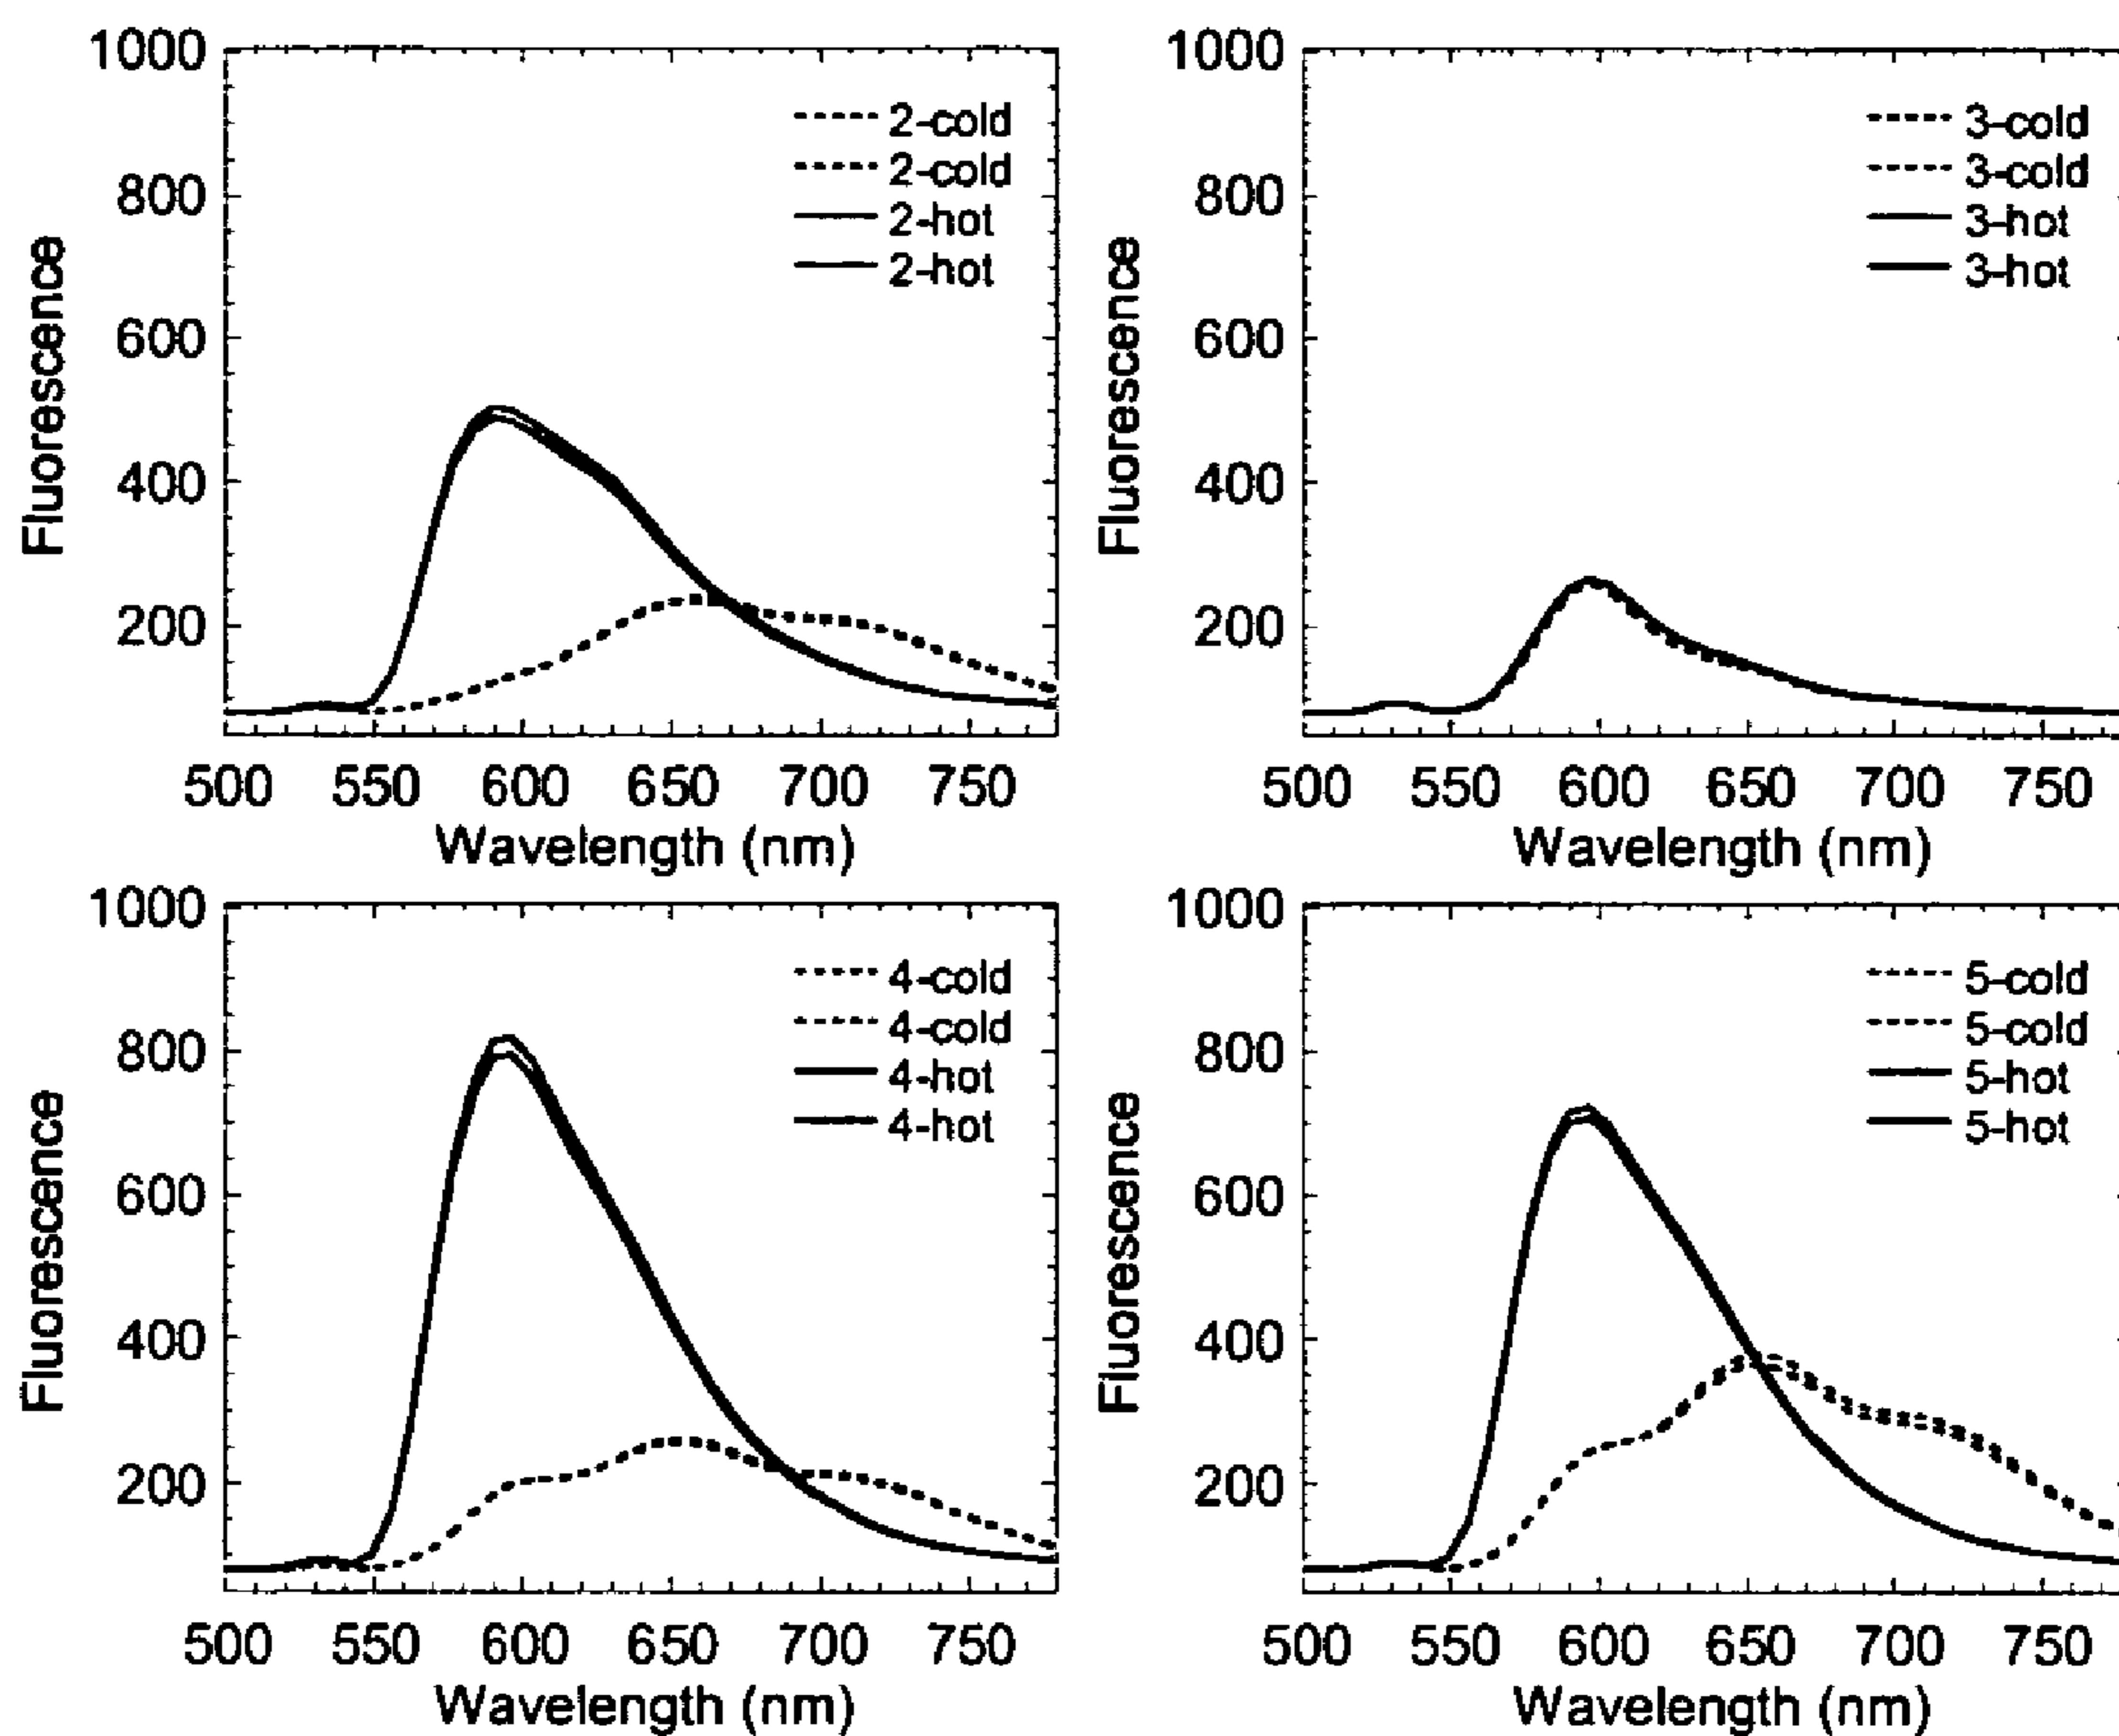 1000
800
600
400
200
Fluorescence
2-cold
2-cold
2-hot
2-hot
500 550 600 650 700 750
Wavelength (nm)
1000
800
600
400
200
Fluorescence
3-cold
3-cold
3-hot
3-hot
500 550 600 650 700 750
Wavelength (nm)
1000
800
600
400
200
Fluorescence
4-cold
4-cold
4-hot
4-hot
500 550 600 650 700 750
Wavelength (nm)
1000
800
600
400
200
Fluorescence
5-cold
5-cold
5-hot
5-hot
500 550 600 650 700 750
Wavelength (nm)